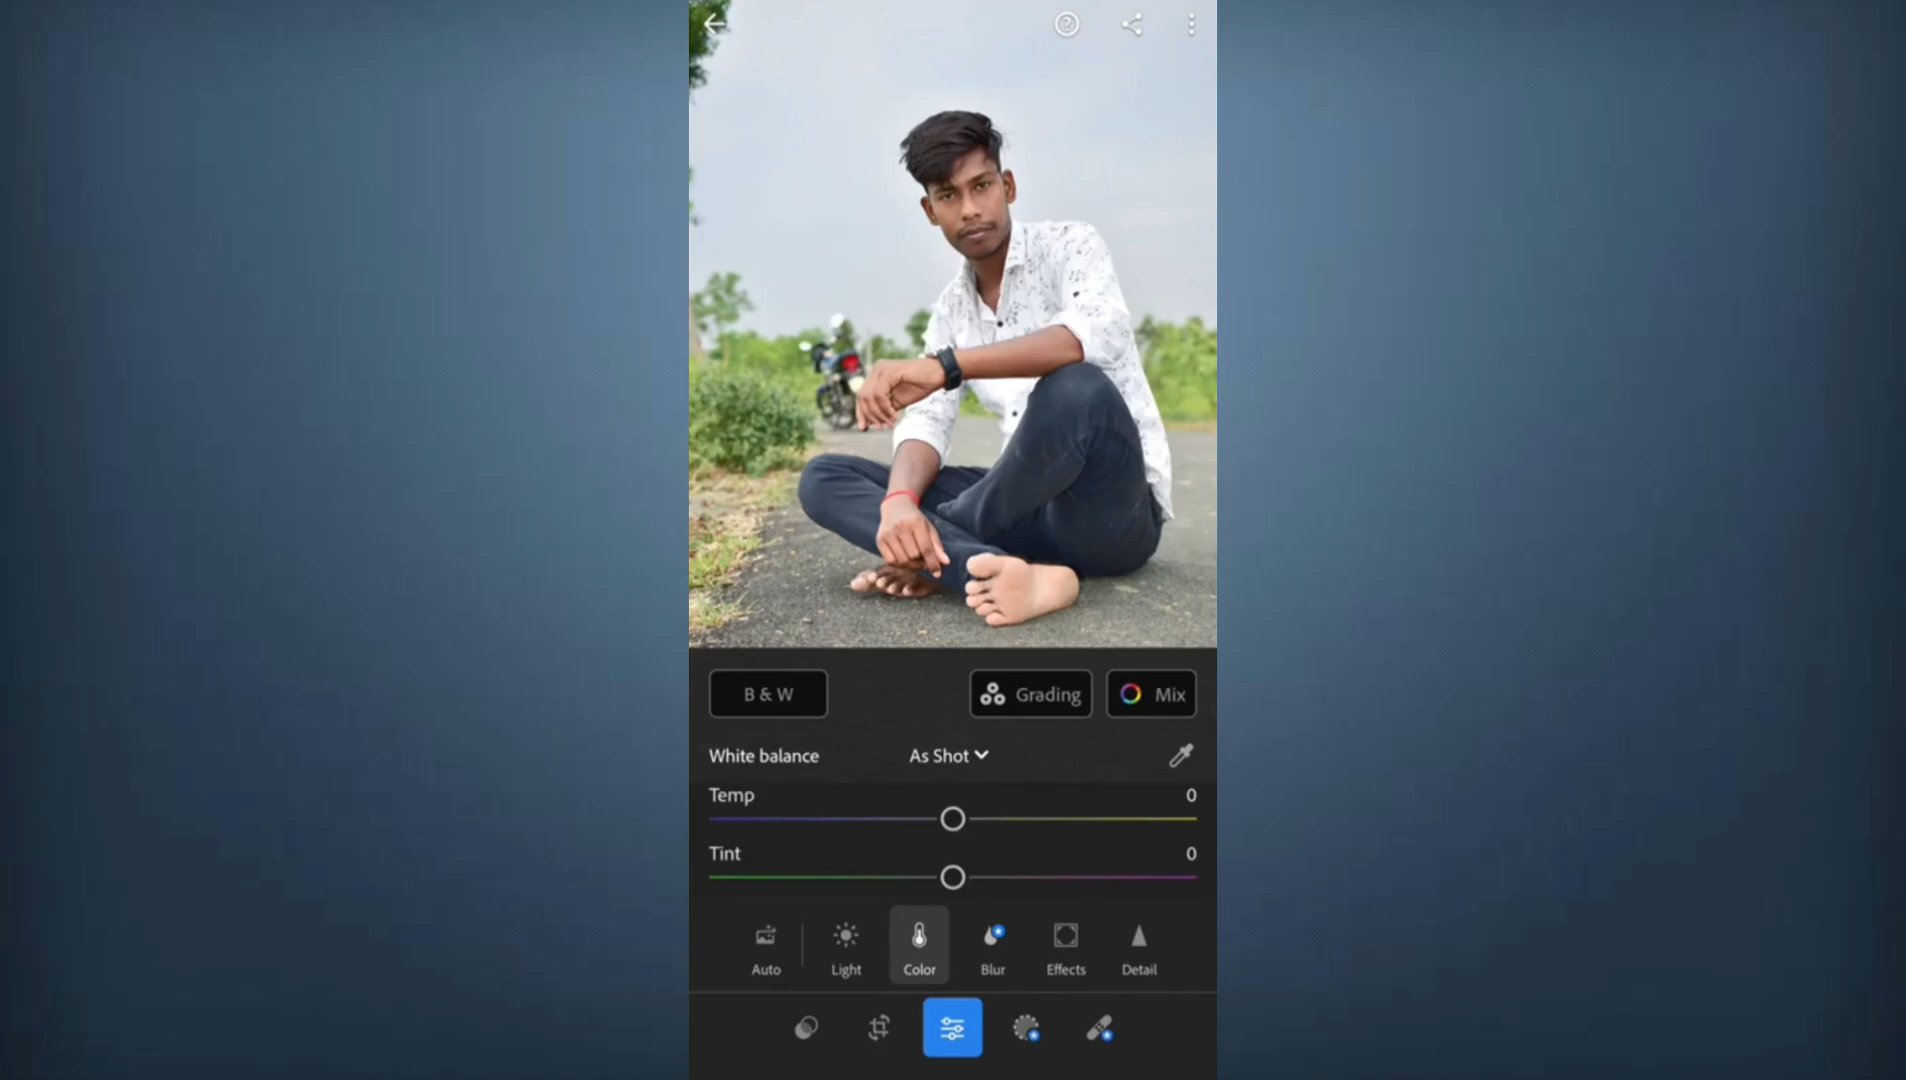 B & W Grading Mix
White balance As Shot
Temp 0
Tint 0
Auto Light Color Blur Effects Detail